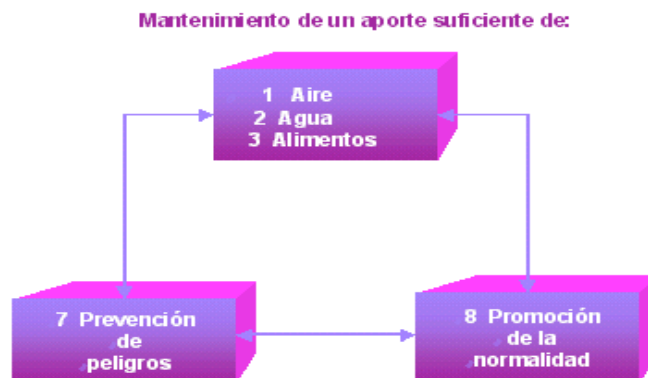 Mantenimiento de un aporte suficiente de:
1 Aire
2 Agua
3 Alimentos
7 Prevención
de
peligros
8 Promoción
de la
normalidad